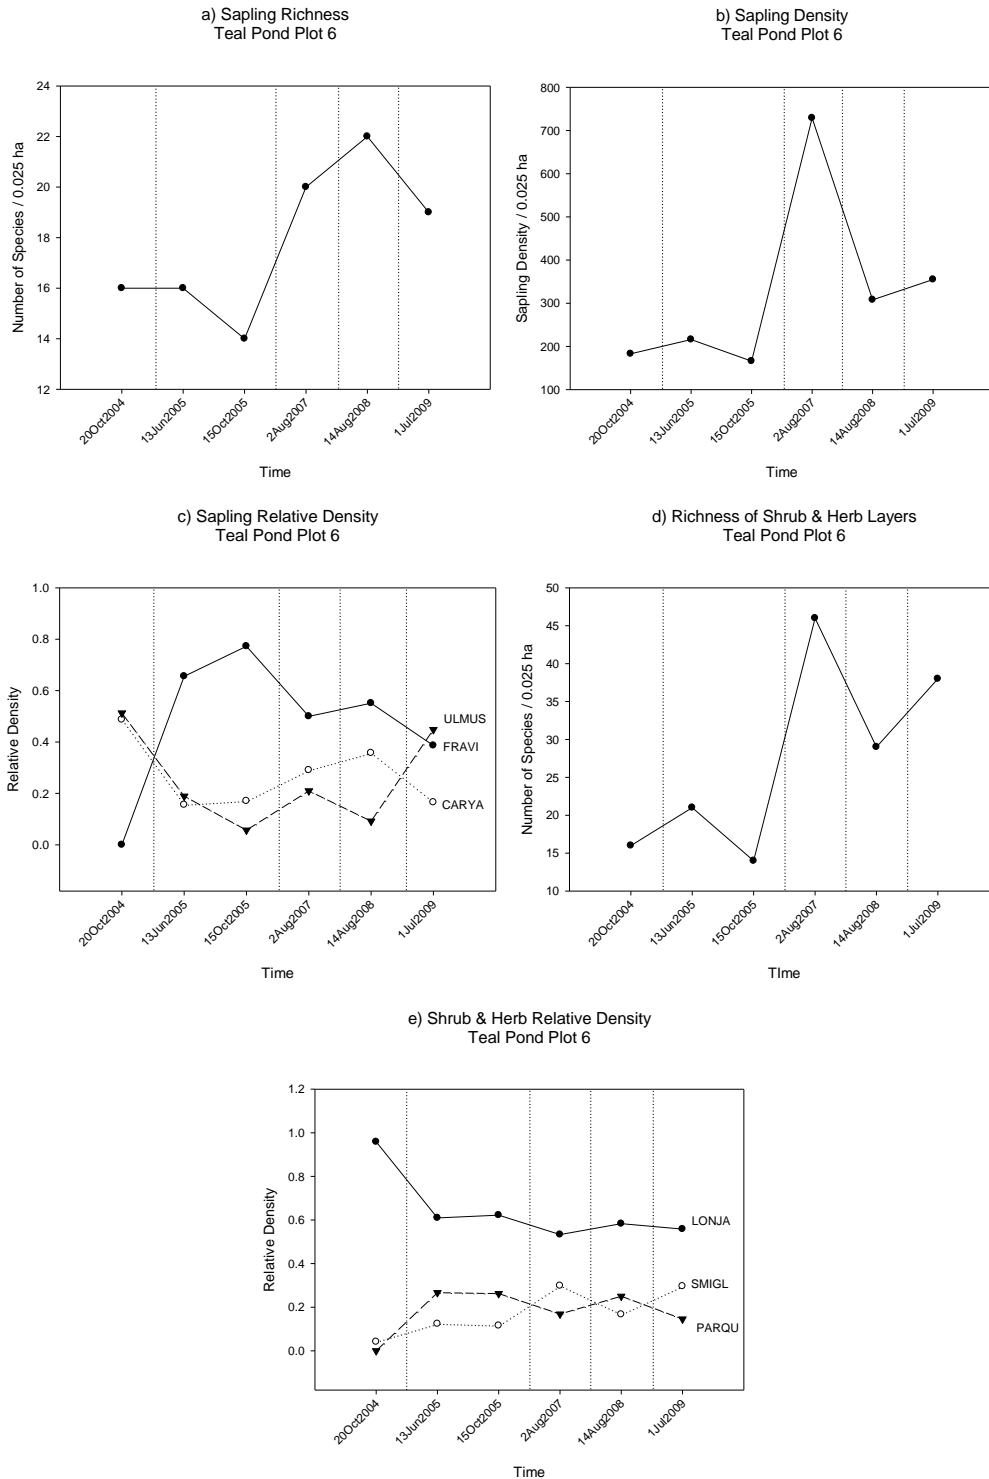 a) Sapling Richness
Teal Pond Plot 6
24
22
20
18
16
14
12
Number of Species / 0.025 ha
20Oct2004
13Jun2005
15Oct2005
2Aug2007
14Aug2008
1Jul2009
Time
b) Sapling Density
Teal Pond Plot 6
800
700
600
500
400
300
200
100
Sapling Density / 0.025 ha
20Oct2004
13Jun2005
15Oct2005
2Aug2007
14Aug2008
1Jul2009
Time
c) Sapling Relative Density
Teal Pond Plot 6
1.0
0.8
0.6
0.4
0.2
0.0
Relative Density
ULMUS
FRAVI
CARYA
20Oct2004
13Jun2005
15Oct2005
2Aug2007
14Aug2008
1Jul2009
Time
d) Richness of Shrub & Herb Layers
Teal Pond Plot 6
50
45
40
35
30
25
20
15
10
Number of Species / 0.025 ha
20Oct2004
13Jun2005
15Oct2005
2Aug2007
14Aug2008
1Jul2009
TIme
e) Shrub & Herb Relative Density
Teal Pond Plot 6
1.2
1.0
0.8
0.6
0.4
0.2
0.0
Relative Density
LONJA
SMIGL
PARQU
20Oct2004
13Jun2005
15Oct2005
2Aug2007
14Aug2008
1Jul2009
Time